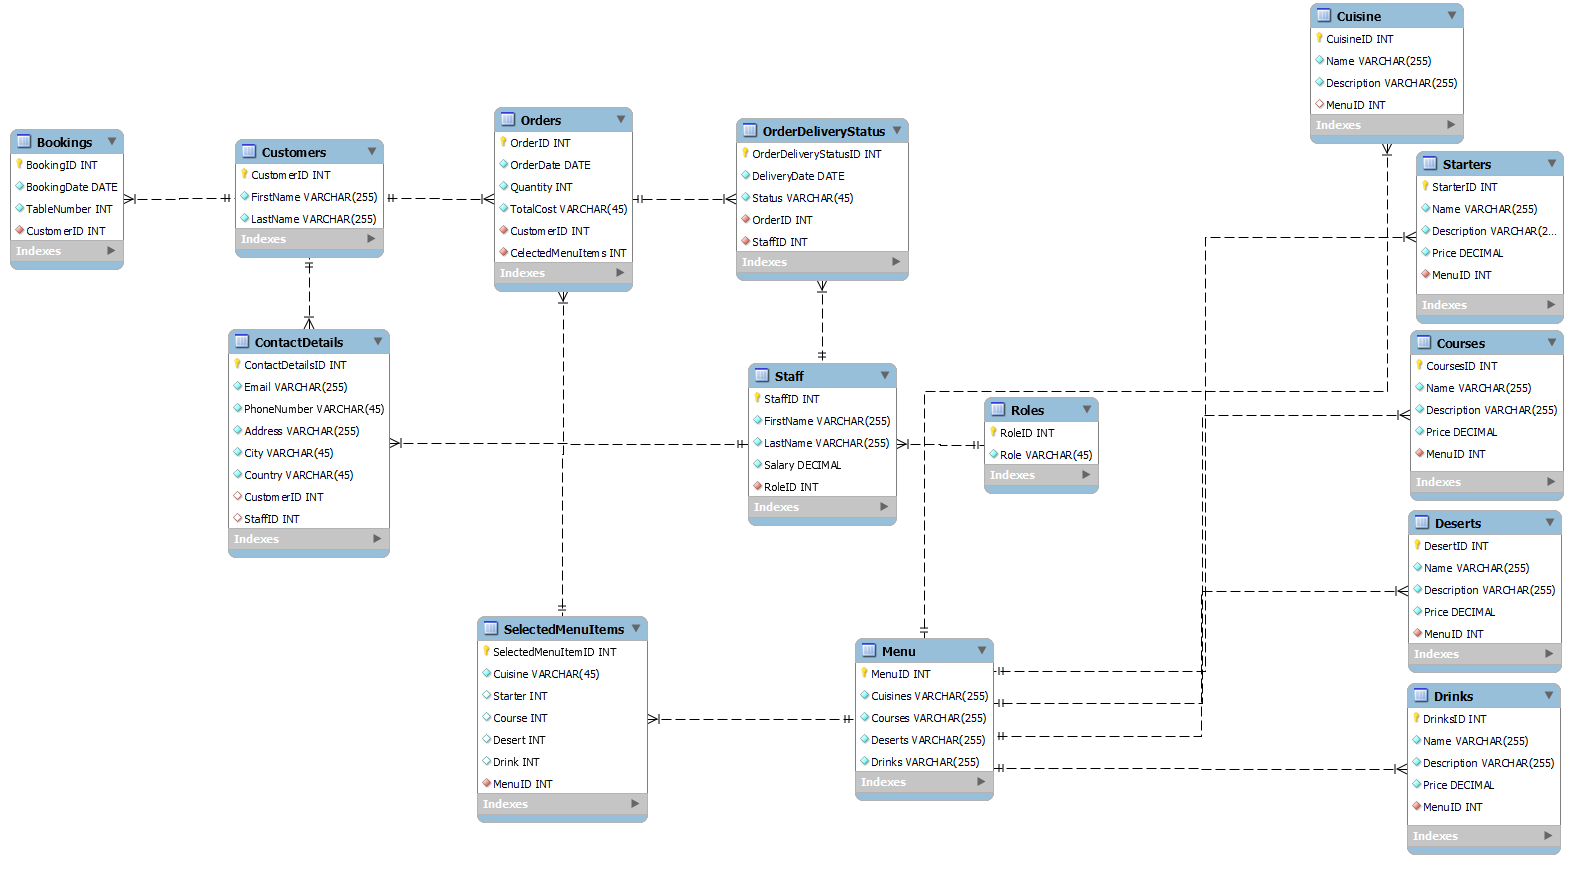 Bookings
BookingID INT
BookingDate DATE
TableNumber INT
CustomerID INT
Indexes
Customers
CustomerID INT
FirstName VARCHAR(255)
LastName VARCHAR(255)
Indexes
Orders
OrderID INT
OrderDate DATE
Quantity INT
TotalCost VARCHAR(45)
CustomerID INT
CelectedMenuItems INT
Indexes
OrderDeliveryStatus
OrderDeliveryStatusID INT
DeliveryDate DATE
Status VARCHAR(45)
OrderID INT
StaffID INT
Indexes
Cuisine
CuisineID INT
Name VARCHAR(255)
Description VARCHAR(255)
MenuID INT
Indexes
Starters
StarterID INT
Name VARCHAR(255)
Description VARCHAR(2...
Price DECIMAL
MenuID INT
Indexes
ContactDetails
ContactDetailsID INT
Email VARCHAR(255)
PhoneNumber VARCHAR(45)
Address VARCHAR(255)
City VARCHAR(45)
Country VARCHAR(45)
CustomerID INT
StaffID INT
Indexes
Staff
StaffID INT
FirstName VARCHAR(255)
LastName VARCHAR(255)
Salary DECIMAL
RoleID INT
Indexes
Roles
RoleID INT
Role VARCHAR(45)
Indexes
Courses
CoursesID INT
Name VARCHAR(255)
Description VARCHAR(255)
Price DECIMAL
MenuID INT
Indexes
Deserts
DesertID INT
Name VARCHAR(255)
Description VARCHAR(255)
Price DECIMAL
MenuID INT
Indexes
SelectedMenuItems
SelectedMenuItemID INT
Cuisine VARCHAR(45)
Starter INT
Course INT
Desert INT
Drink INT
MenuID INT
Indexes
Menu
MenuID INT
Cuisines VARCHAR(255)
Courses VARCHAR(255)
Deserts VARCHAR(255)
Drinks VARCHAR(255)
Indexes
Drinks
DrinksID INT
Name VARCHAR(255)
Description VARCHAR(255)
Price DECIMAL
MenuID INT
Indexes